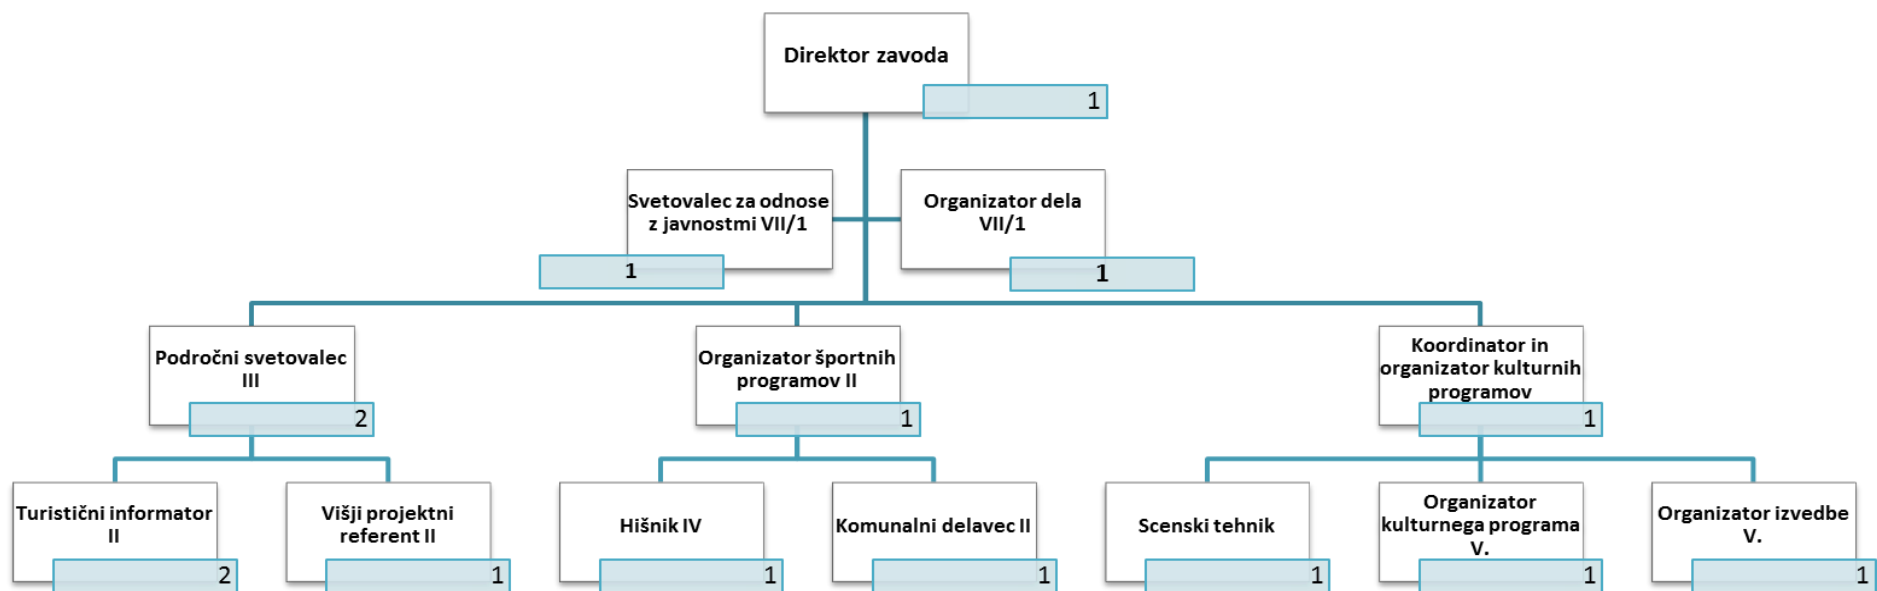 Direktor zavoda
1
Svetovalec za odnose
z javnostmi VII/1
1
Organizator dela
VII/1
1
Področni svetovalec
III
2
Organizator športnih
programov II
1
Koordinator in
organizator kulturnih
programov
1
Turistični informator
II
2
Višji projektni
referent II
1
Hišnik IV
1
Komunalni delavec II
1
Scenski tehnik
1
Organizator
kulturnega programa
V.
1
Organizator izvedbe
V.
1